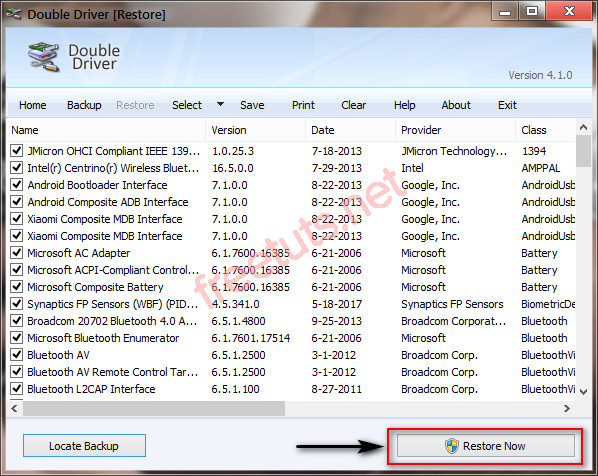 Double Driver [Restore]
Double
Driver
Version 4.1.0
Home Backup Restore Select Save Print Clear Help About Exit
Name Version Date Provider Class
JMicron OHCI Compliant IEEE 139... 1.0.25.3 7-18-2013 JMicron Technology... 1394
Intel(r) Centrino(r) Wireless Bluet... 16.5.0.0 7-29-2013 Intel AMPPAL
Android Bootloader Interface 7.1.0.0 8-22-2013 Google, Inc. AndroidUsb
Android Composite ADB Interface 7.1.0.0 8-22-2013 Google, Inc. AndroidUsb
Xiaomi Composite MDB Interface 7.1.0.0 8-22-2013 Google, Inc. AndroidUsb
Xiaomi Composite MDB Interface 7.1.0.0 8-22-2013 Google, Inc. AndroidUsb
Microsoft AC Adapter 6.1.7600.16385 6-21-2006 Microsoft Battery
Microsoft ACPI-Compliant Control... 6.1.7600.16385 6-21-2006 Microsoft Battery
Microsoft Composite Battery 6.1.7600.16385 6-21-2006 Microsoft Battery
Synaptics FP Sensors (WBF) (PID... 4.5.341.0 5-18-2017 Synaptics FP Sensors BiometricDe
Broadcom 20702 Bluetooth 4.0 A... 6.5.1.4800 9-25-2013 Broadcom Corporat... Bluetooth
Microsoft Bluetooth Enumerator 6.1.7601.17514 6-21-2006 Microsoft Bluetooth
Bluetooth AV 6.5.1.2500 3-1-2012 Broadcom Corp. BluetoothVi
Bluetooth AV Remote Control Tar... 6.5.1.2500 3-1-2012 Broadcom Corp. BluetoothVi
Bluetooth L2CAP Interface 6.5.1.100 8-27-2011 Broadcom Corp. BluetoothVi
freetuts.net
Locate Backup
Restore Now